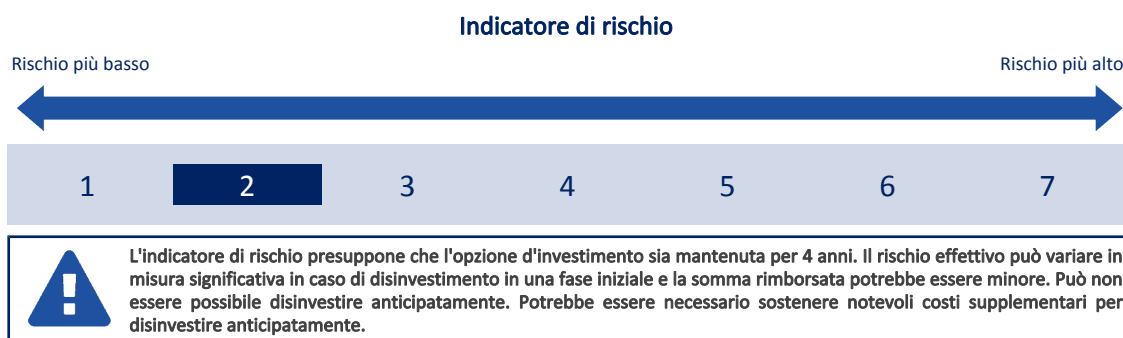 Indicatore di rischio
Rischio più basso
Rischio più alto
1 2 3 4 5 6 7
L'indicatore di rischio presuppone che l'opzione d'investimento sia mantenuta per 4 anni. Il rischio effettivo può variare in
misura significativa in caso di disinvestimento in una fase iniziale e la somma rimborsata potrebbe essere minore. Può non
essere possibile disinvestire anticipatamente. Potrebbe essere necessario sostenere notevoli costi supplementari per
disinvestire anticipatamente.